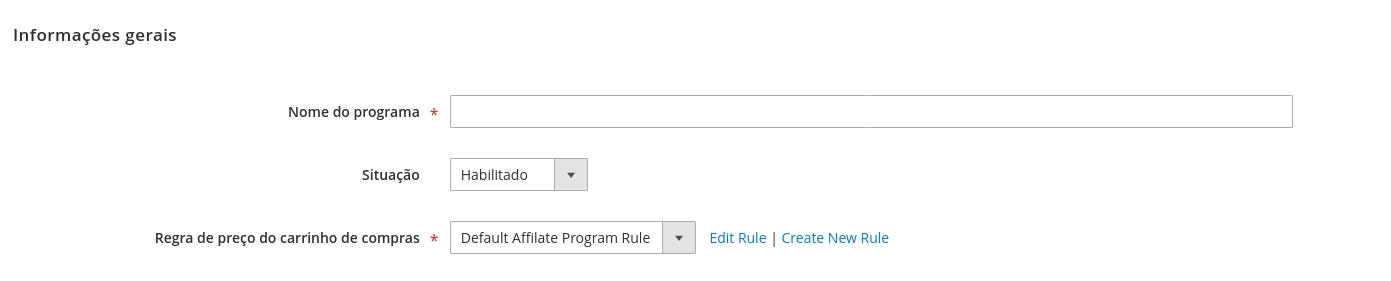 Informações gerais
Nome do programa *
Situação Habilitado
Regra de preço do carrinho de compras * Default Affilate Program Rule Edit Rule | Create New Rule